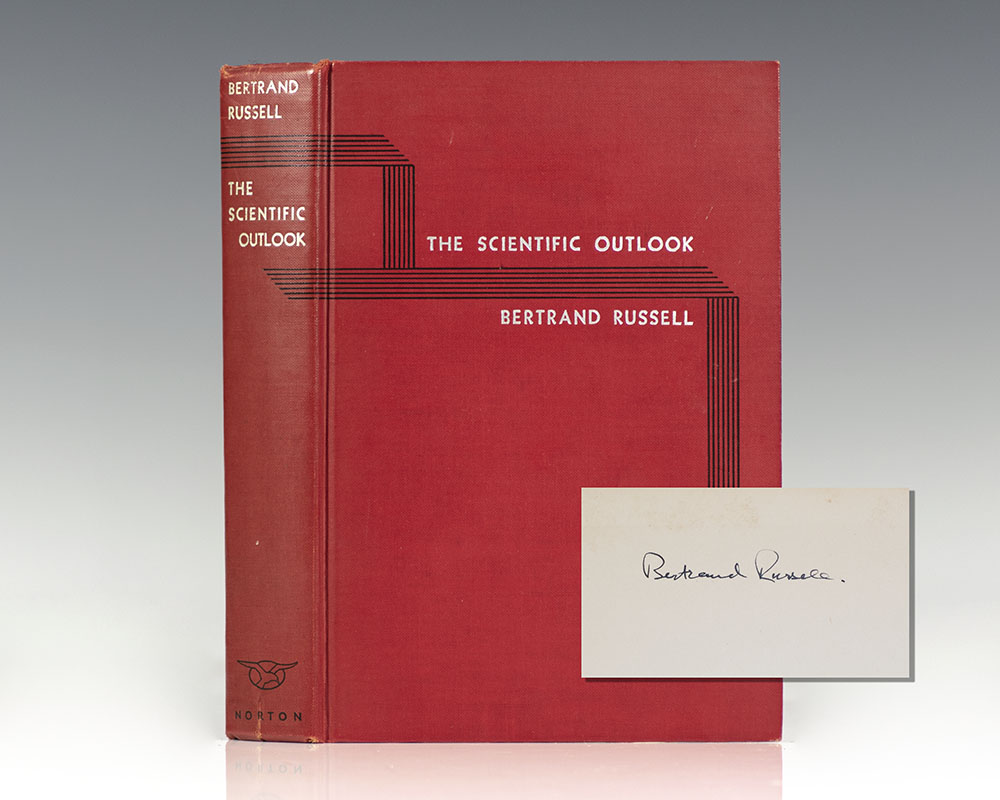 BERTRAND
RUSSELL
THE
SCIENTIFIC
OUTLOOK
NORTON
THE SCIENTIFIC OUTLOOK
BERTRAND RUSSELL
Bertrand Russell.